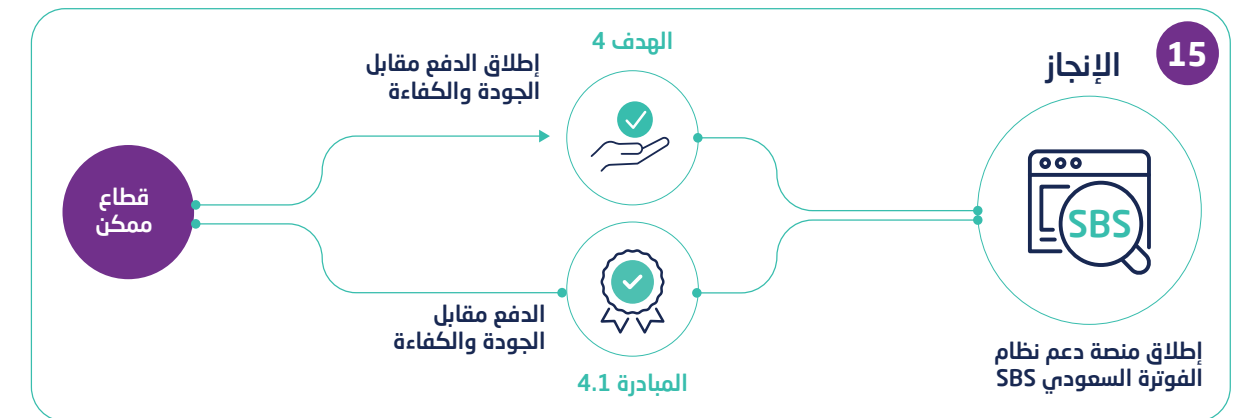 15
الإنجاز
SBS
إطلاق منصة دعم نظام
الفوترة السعودي SBS
الهدف 4
إطلاق الدفع مقابل
الجودة والكفاءة
الدفع مقابل
الجودة والكفاءة
المبادرة 4.1
قطاع
ممكن